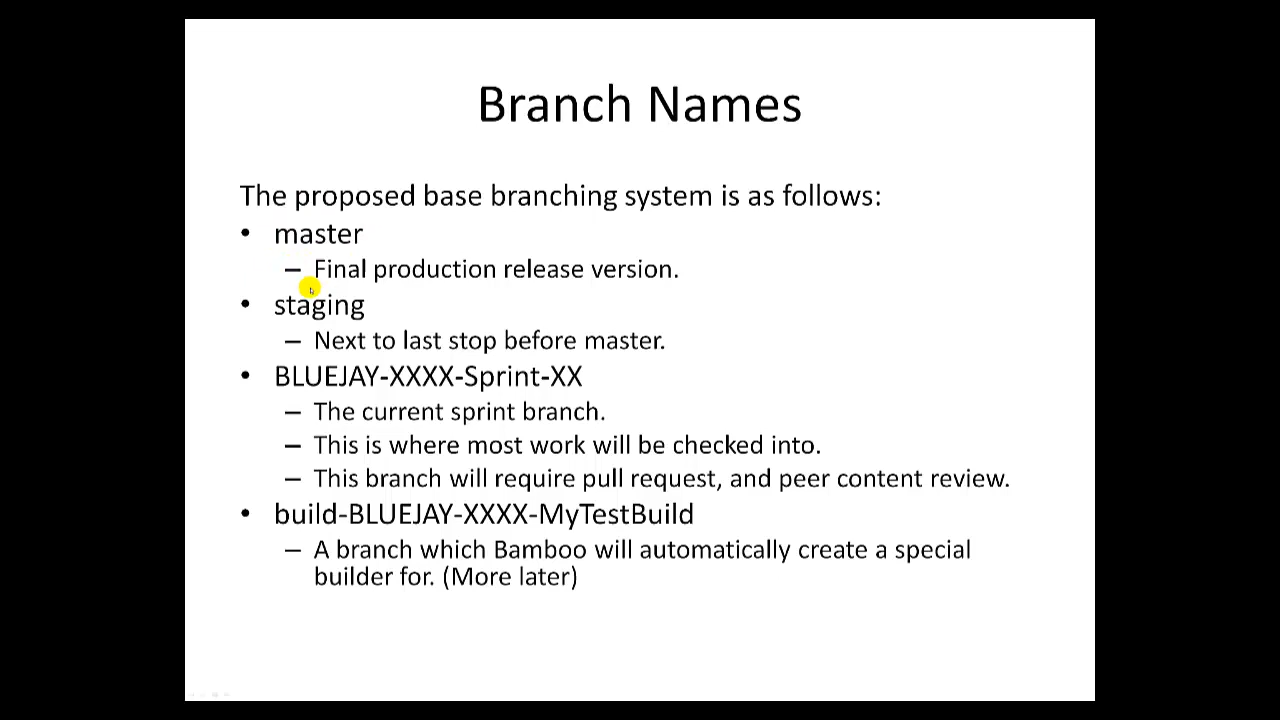 Branch Names
The proposed base branching system is as follows:
• master
– Final production release version.
• staging
– Next to last stop before master.
• BLUEJAY-XXXX-Sprint-XX
– The current sprint branch.
– This is where most work will be checked into.
– This branch will require pull request, and peer content review.
• build-BLUEJAY-XXXX-MyTestBuild
– A branch which Bamboo will automatically create a special
builder for. (More later)